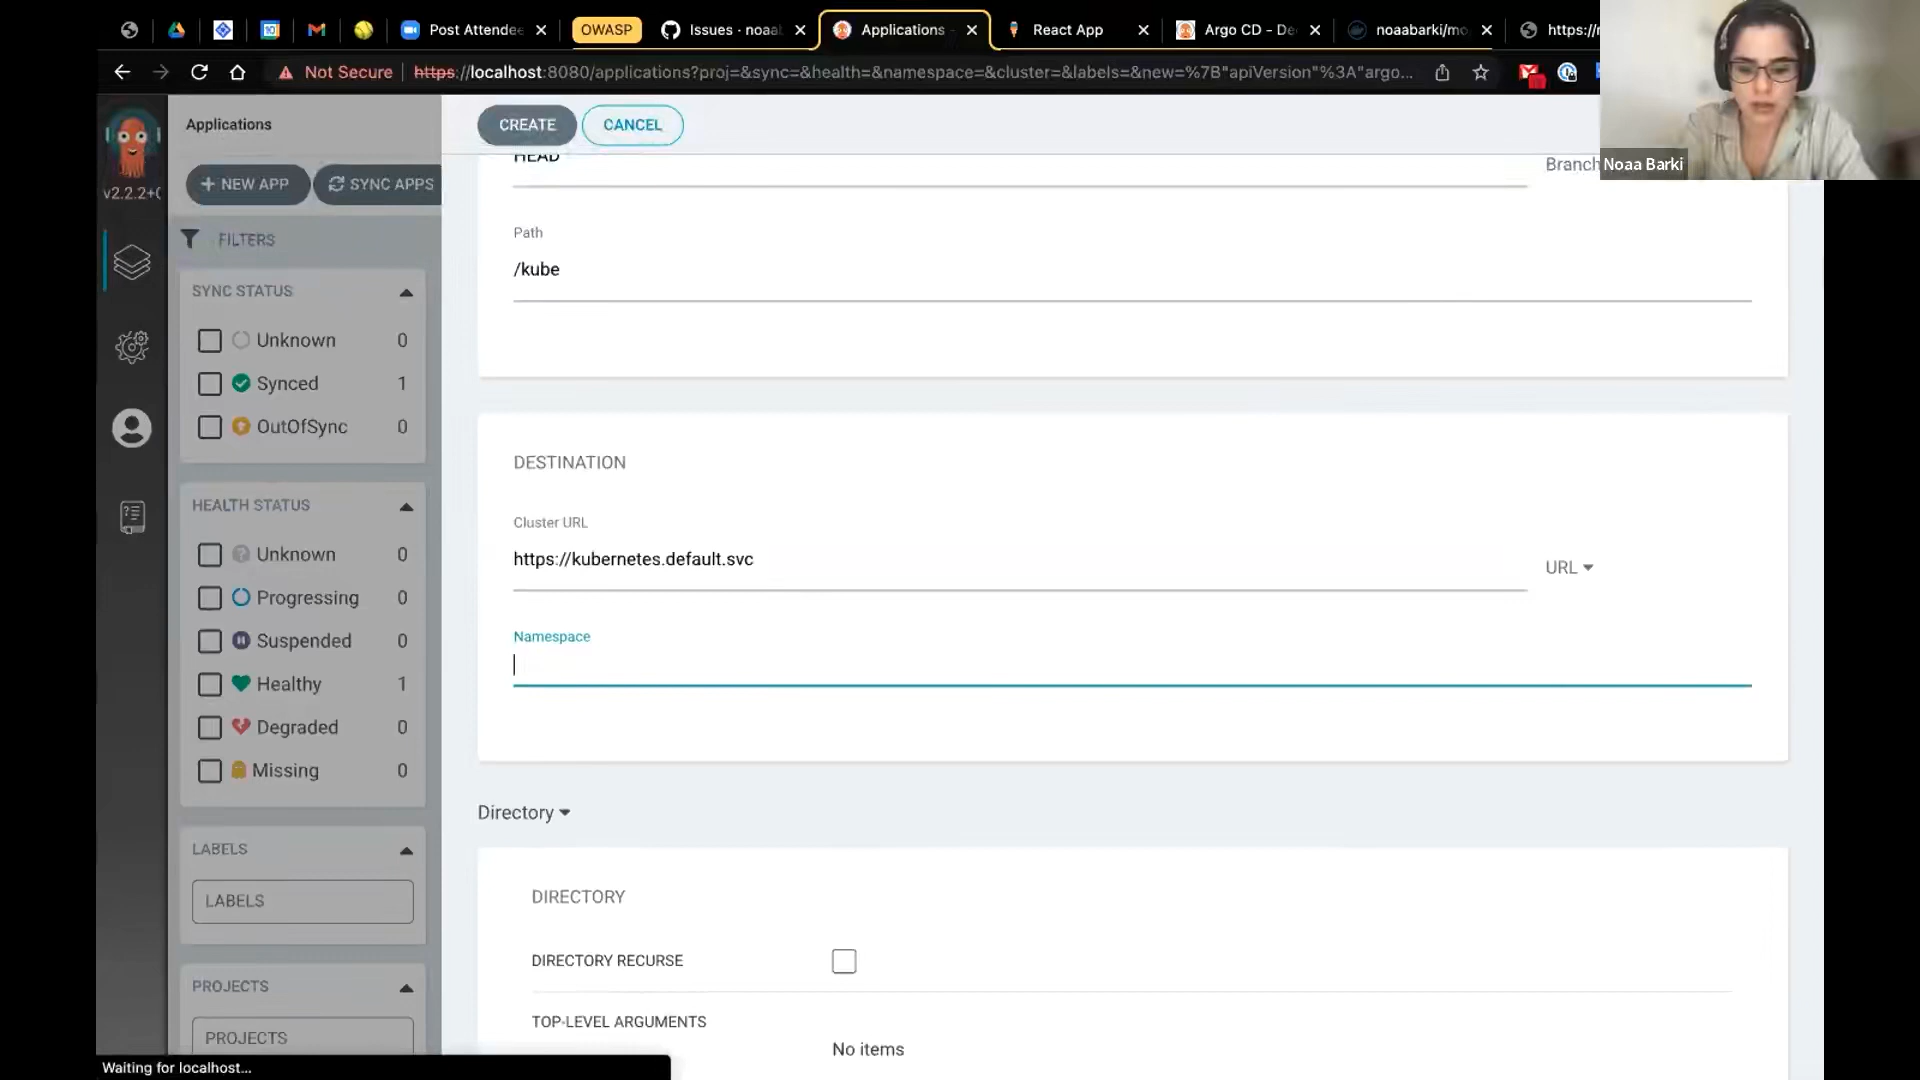 Post Attende
OWASP
Issues · noaa
Applications
React App
Argo CD - De
noaabarki/mo
https://
Not Secure
https://localhost:8080/applications?proj=&sync=&health=&namespace=&cluster=&labels=&new=%7B"apiVersion"%3A"argo...
Noaa Barki
v2.2.2+
Applications
NEW APP
SYNC APPS
FILTERS
SYNC STATUS
Unknown 0
Synced 1
OutOfSync 0
HEALTH STATUS
Unknown 0
Progressing 0
Suspended 0
Healthy 1
Degraded 0
Missing 0
LABELS
LABELS
PROJECTS
PROJECTS
CREATE
CANCEL
HEAD
Branch
Path
/kube
DESTINATION
Cluster URL
https://kubernetes.default.svc
URL
Namespace
Directory
DIRECTORY
DIRECTORY RECURSE
TOP-LEVEL ARGUMENTS
No items
Waiting for localhost...